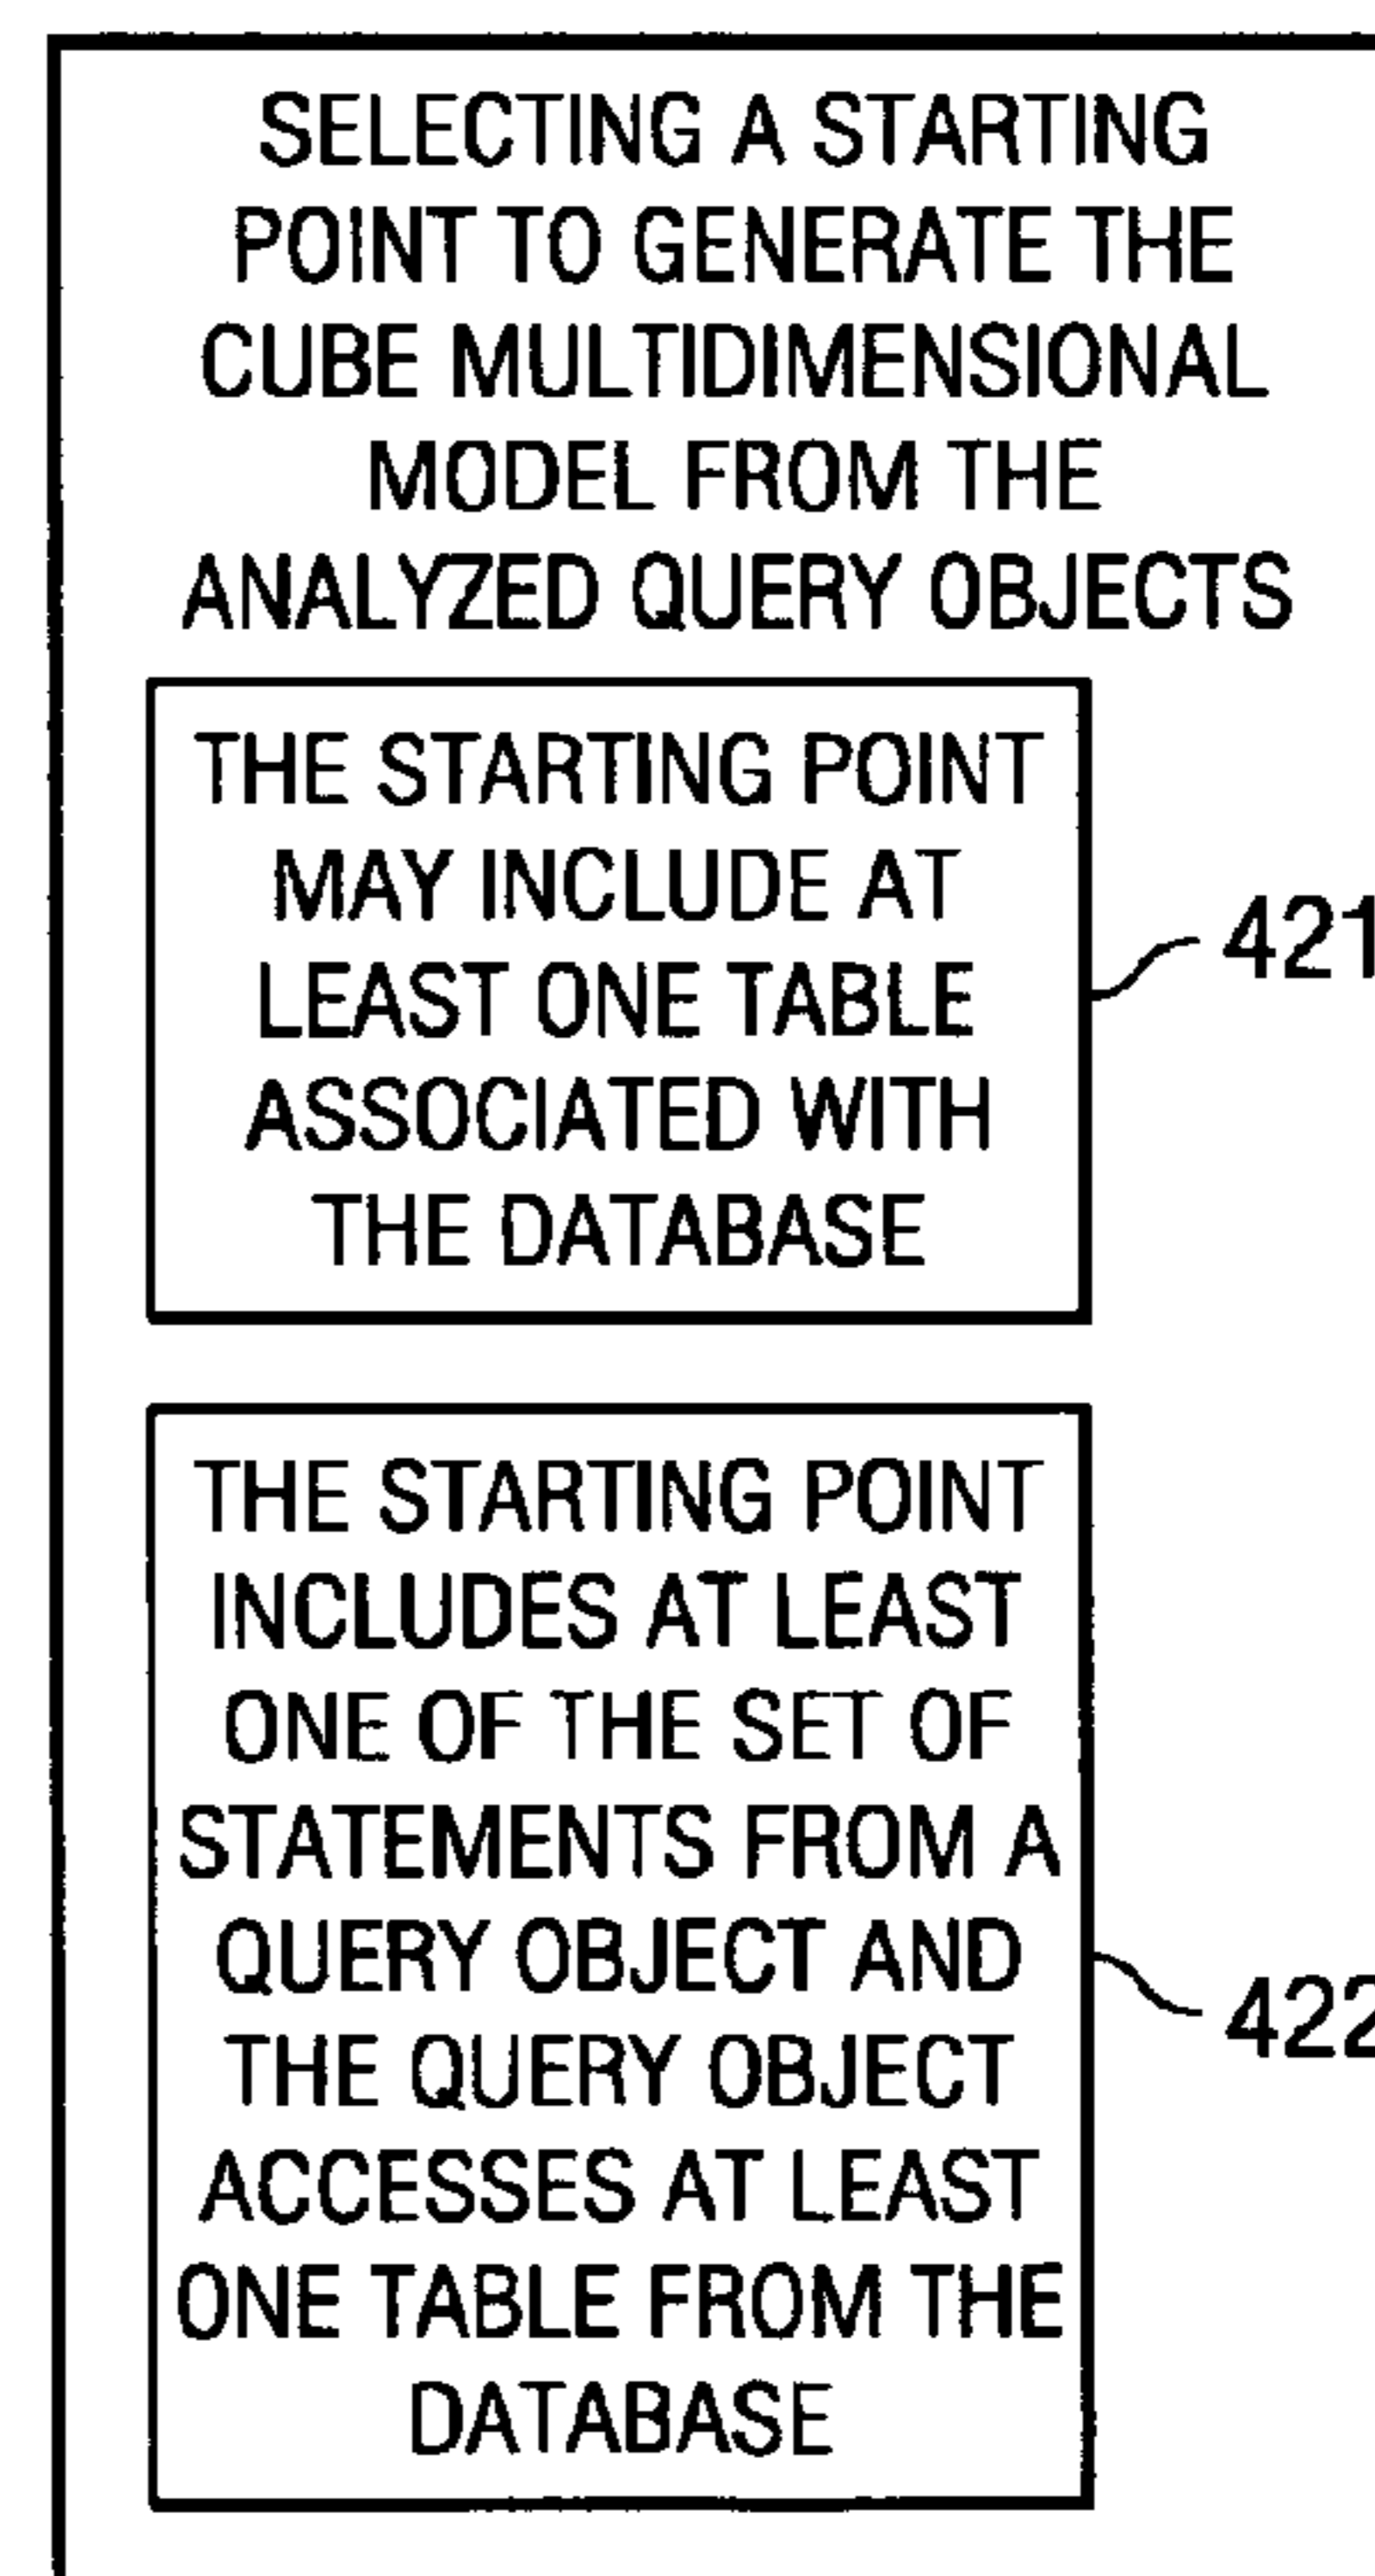 SELECTING A STARTING
POINT TO GENERATE THE
CUBE MULTIDIMENSIONAL
MODEL FROM THE
ANALYZED QUERY OBJECTS
THE STARTING POINT
MAY INCLUDE AT
LEAST ONE TABLE
ASSOCIATED WITH
THE DATABASE
421
THE STARTING POINT
INCLUDES AT LEAST
ONE OF THE SET OF
STATEMENTS FROM A
QUERY OBJECT AND
THE QUERY OBJECT
ACCESSES AT LEAST
ONE TABLE FROM THE
DATABASE
422